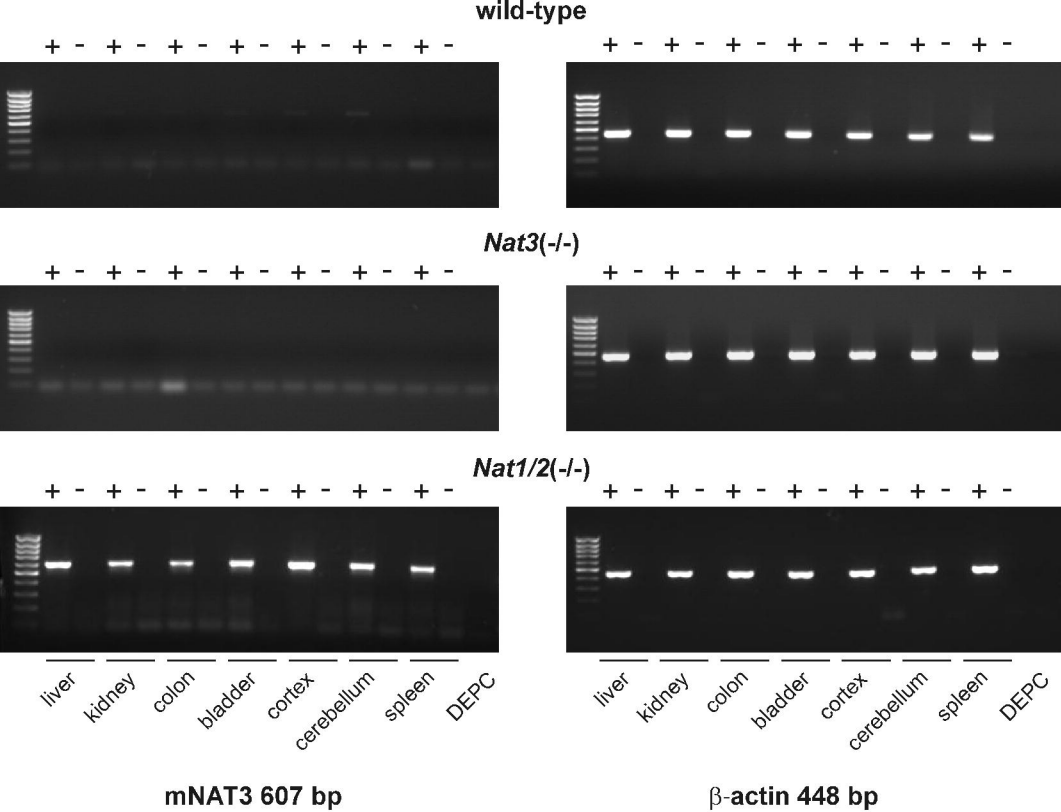 wild-type
+ - + - + - + - + - + - + - + - + - + - + - + - + - + -
Nat3(-/-)
+ - + - + - + - + - + - + - + - + - + - + - + - + - + -
Nat1/2(-/-)
+ - + - + - + - + - + - + - + - + - + - + - + - + - + -
liver kidney colon bladder cortex cerebellum spleen DEPC liver kidney colon bladder cortex cerebellum spleen DEPC
mNAT3 607 bp β-actin 448 bp